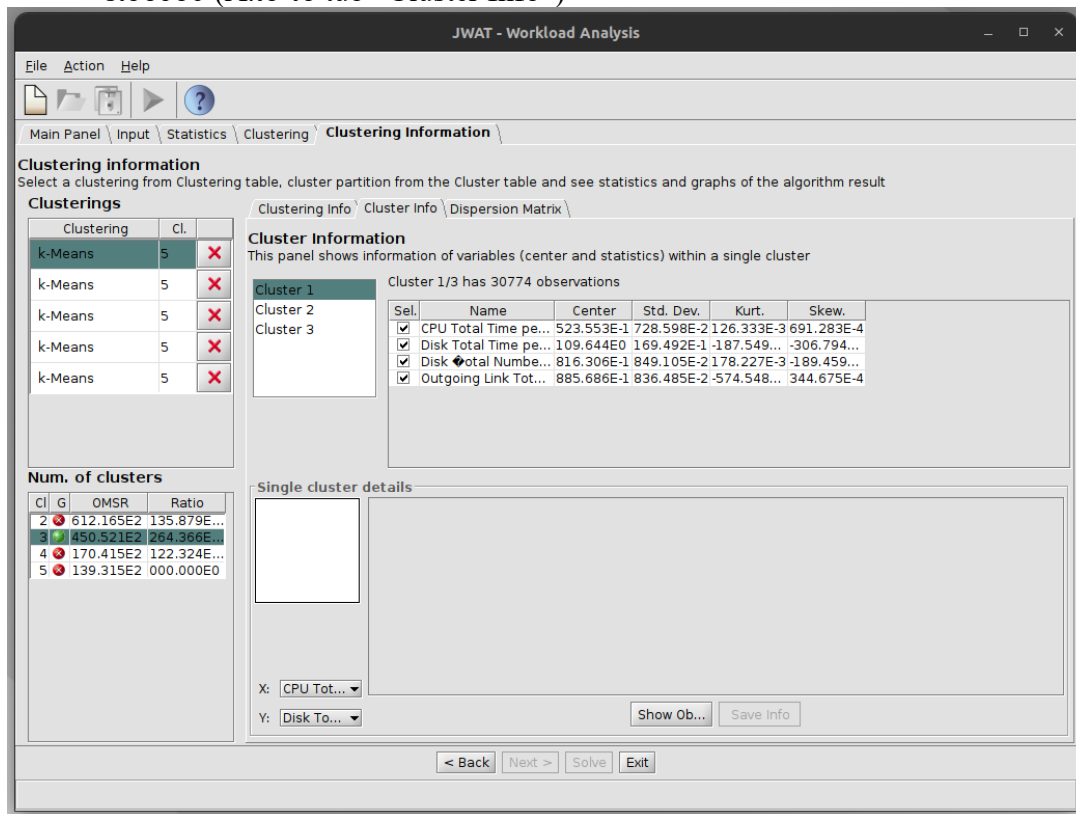 JWAT - Workload Analysis
File Action Help
Main Panel Input Statistics Clustering Clustering Information
Clustering information
Select a clustering from Clustering table, cluster partition from the Cluster table and see statistics and graphs of the algorithm result
Clusterings
Clustering Cl.
k-Means 5
k-Means 5
k-Means 5
k-Means 5
k-Means 5
Num. of clusters
Cl G OMSR Ratio
2 612.165E2 135.879E...
3 450.521E2 264.366E...
4 170.415E2 122.324E...
5 139.315E2 000.000E0
Clustering Info Cluster Info Dispersion Matrix
Cluster Information
This panel shows information of variables (center and statistics) within a single cluster
Cluster 1
Cluster 2
Cluster 3
Cluster 1/3 has 30774 observations
Sel. Name Center Std. Dev. Kurt. Skew.
CPU Total Time pe... 523.553E-1 728.598E-2 126.333E-3 691.283E-4
Disk Total Time pe... 109.644E0 169.492E-1 -187.549... -306.794...
Disk �otal Numbe... 816.306E-1 849.105E-2 178.227E-3 -189.459...
Outgoing Link Tot... 885.686E-1 836.485E-2 -574.548... 344.675E-4
Single cluster details
X: CPU Tot...
Y: Disk To...
Show Ob... Save Info
< Back Next > Solve Exit